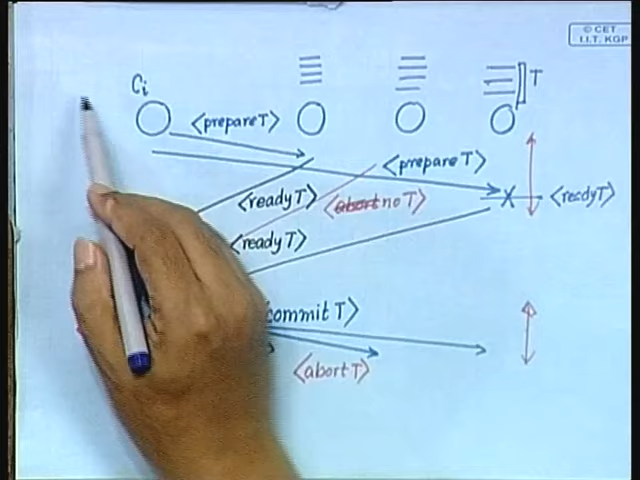 © CET
I.I.T. KGP
Ci
T
<prepare T>
<prepare T>
<ready T>
<abort no T>
<ready T>
<ready T>
commit T>
<abort T>